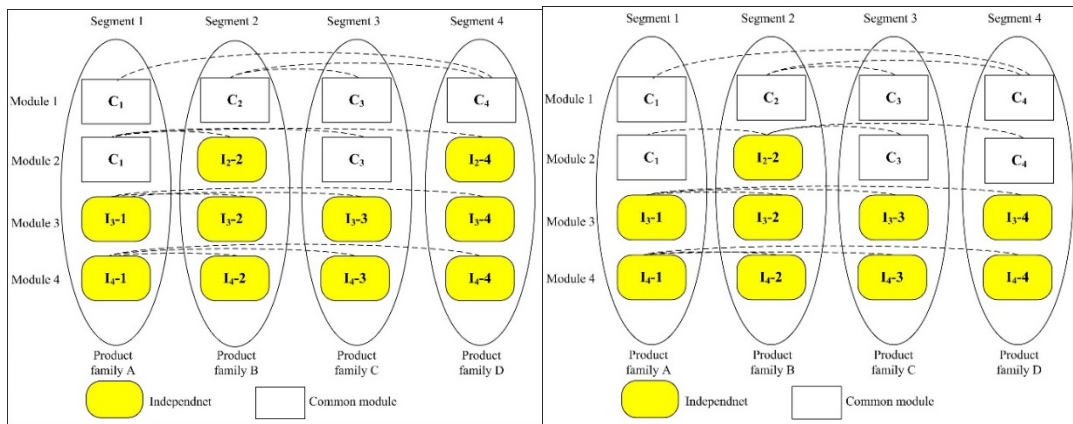 Segment 1 Segment 2 Segment 3 Segment 4
Module 1 C₁ C₂ C₃ C₄
Module 2 C₁ I₂-2 C₃ I₂-4
Module 3 I₃-1 I₃-2 I₃-3 I₃-4
Module 4 I₄-1 I₄-2 I₄-3 I₄-4
Product Product Product Product
family A family B family C family D
Independnet Common module
Segment 1 Segment 2 Segment 3 Segment 4
Module 1 C₁ C₂ C₃ C₄
Module 2 C₁ I₂-2 C₃ C₄
Module 3 I₃-1 I₃-2 I₃-3 I₃-4
Module 4 I₄-1 I₄-2 I₄-3 I₄-4
Product Product Product Product
family A family B family C family D
Independnet Common module